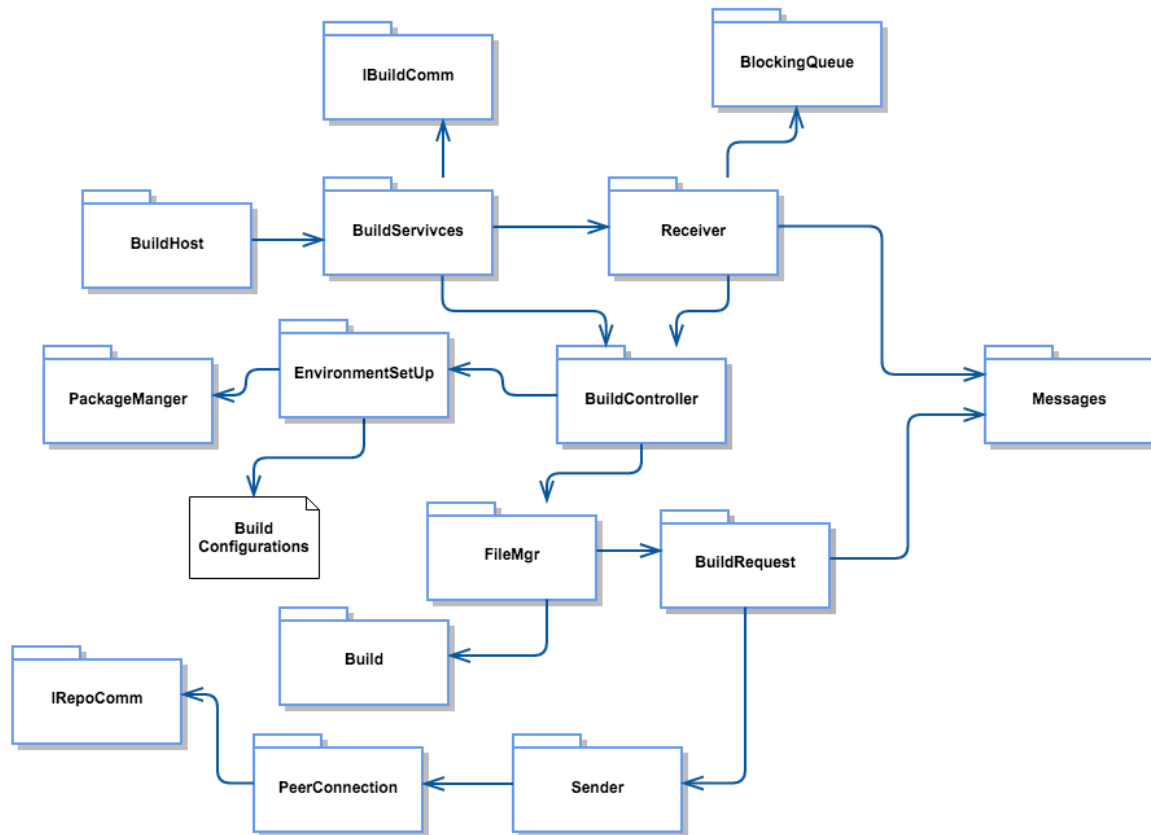 BlockingQueue
IBuildComm
BuildHost
BuildServivces
Receiver
PackageManger
EnvironmentSetUp
BuildController
Messages
Build
Configurations
FileMgr
BuildRequest
Build
IRepoComm
PeerConnection
Sender